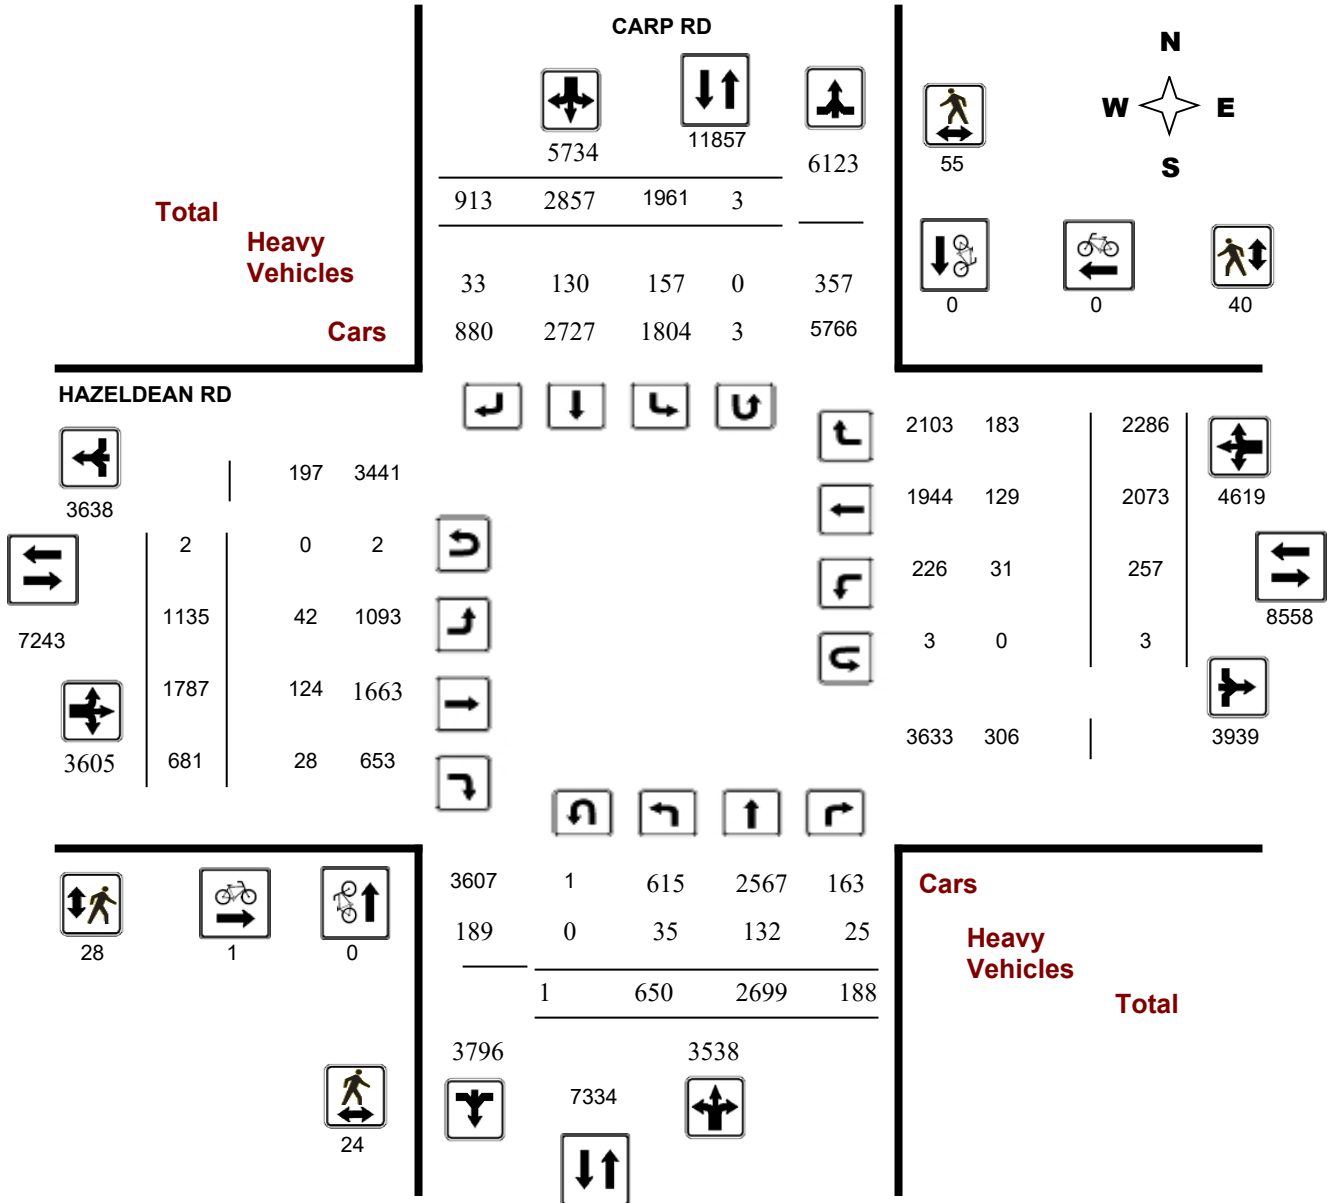 CARP RD
N
W E
S
5734 11857 6123 55
913 2857 1961 3
Total
Heavy
Vehicles
33 130 157 0 357
0 0 40
Cars 880 2727 1804 3 5766
HAZELDEAN RD
2103 183 2286
197 3441
3638
1944 129 2073 4619
2 0 2
226 31 257
8558
1135 42 1093
7243
3 0 3
1787 124 1663
3633 306 3939
3605 681 28 653
3607 1 615 2567 163 Cars
189 0 35 132 25 Heavy
Vehicles
28 1 0
1 650 2699 188 Total
3796 3538
7334
24